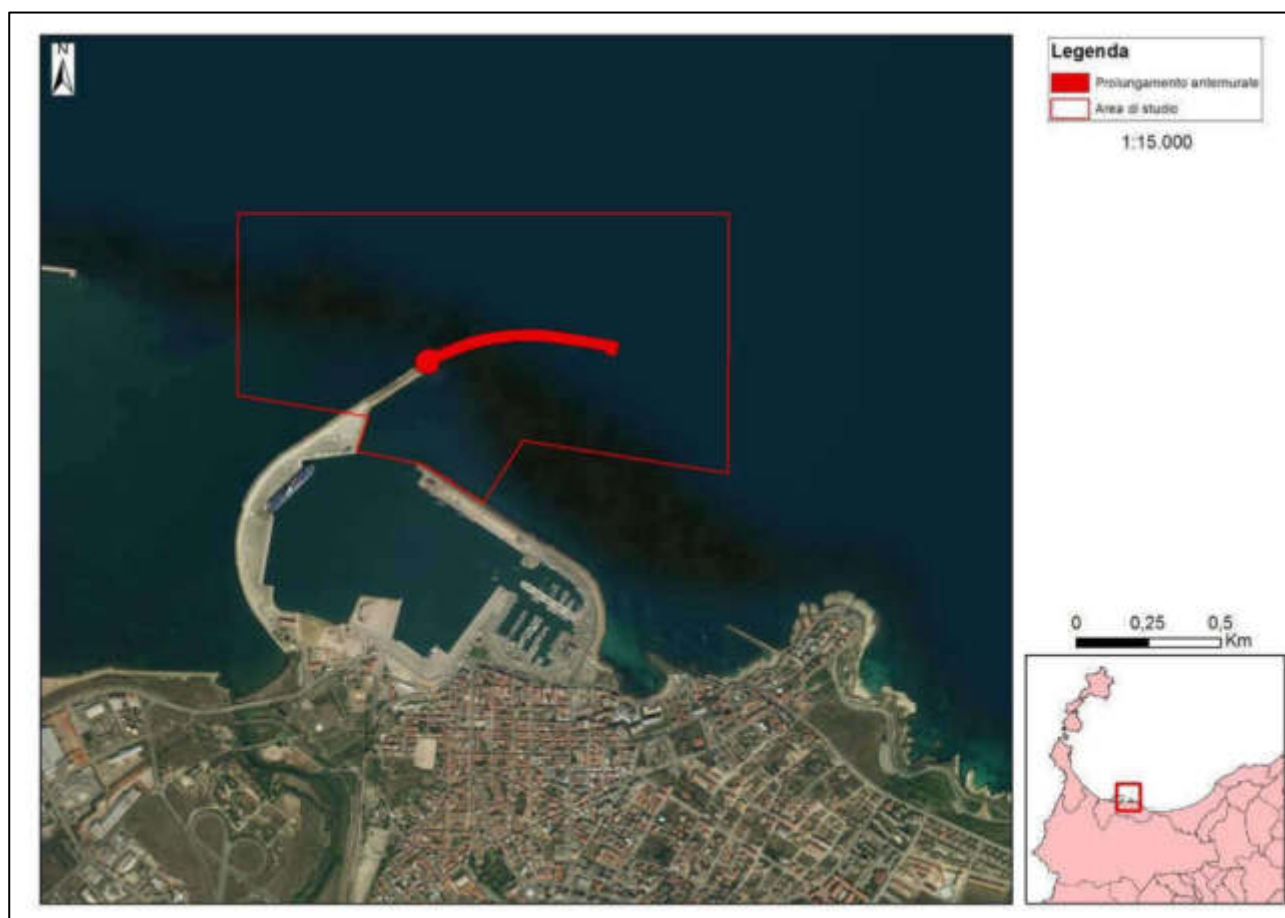 N
Legenda
Prolungamento antemurale
Area di studio
1:15.000
0 0,25 0,5
Km